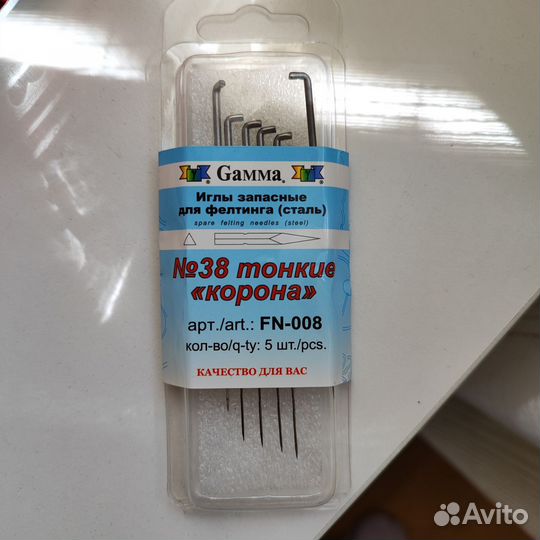 Gamma®
Иглы запасные
для фелтинга (сталь)
spare felting needles (steel)
№38 тонкие
«корона»
арт./art.: FN-008
кол-во/q-ty: 5 шт./pcs.
КАЧЕСТВО ДЛЯ ВАС
Avito